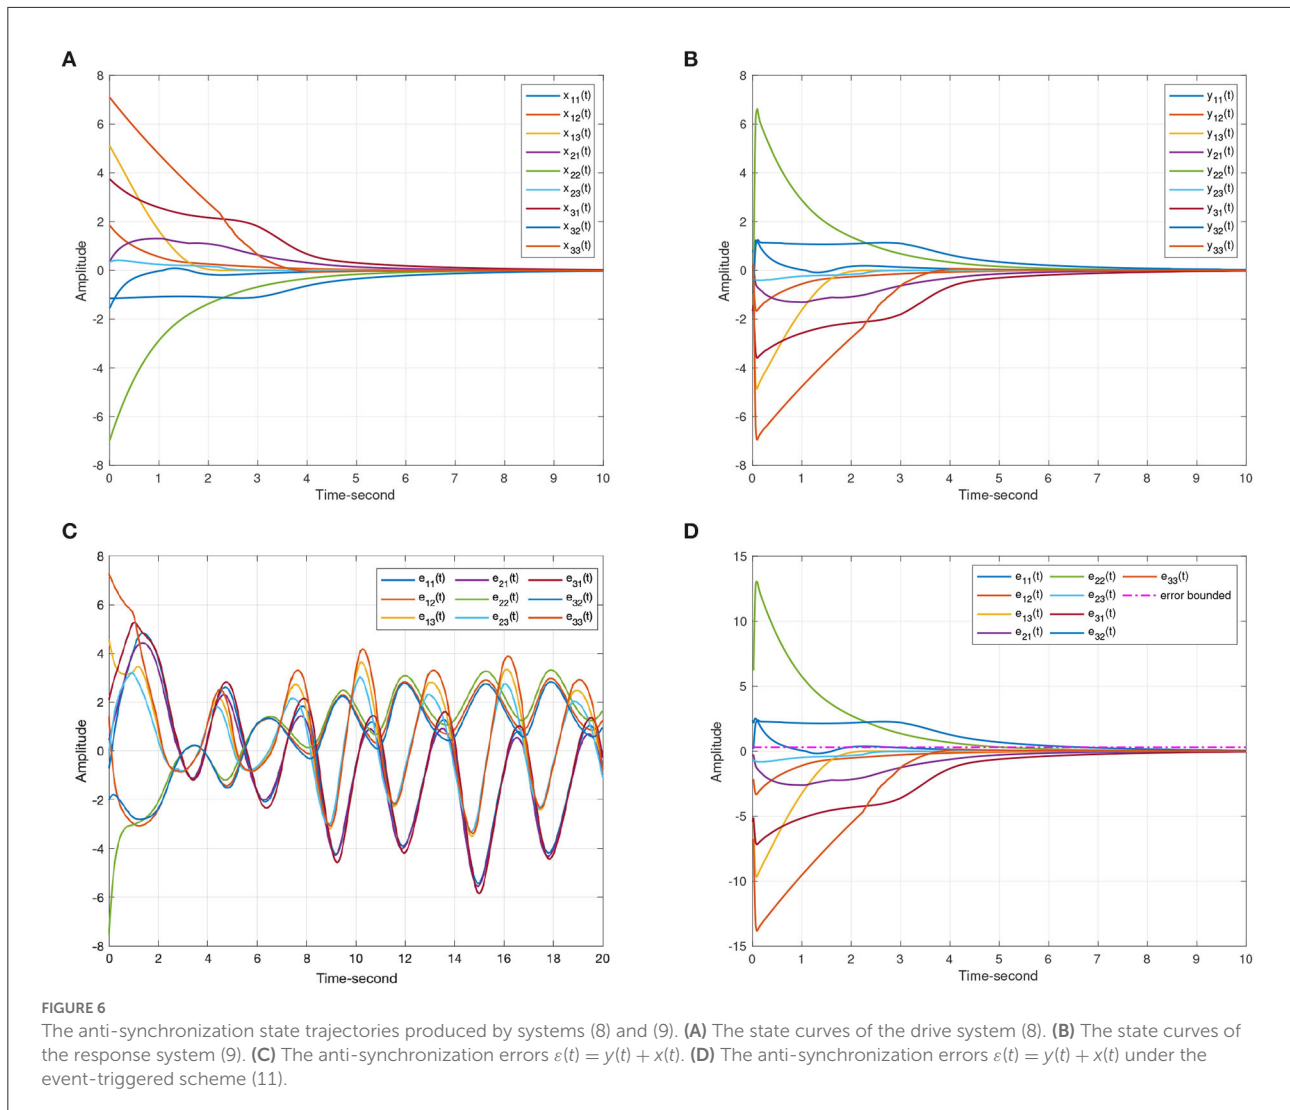 A
8
6
4
2
0
-2
-4
-6
-8
Amplitude
0 1 2 3 4 5 6 7 8 9 10
Time-second
x11(t)
x12(t)
x13(t)
x21(t)
x22(t)
x23(t)
x31(t)
x32(t)
x33(t)
B
8
6
4
2
0
-2
-4
-6
-8
Amplitude
0 1 2 3 4 5 6 7 8 9 10
Time-second
y11(t)
y12(t)
y13(t)
y21(t)
y22(t)
y23(t)
y31(t)
y32(t)
y33(t)
C
8
6
4
2
0
-2
-4
-6
-8
Amplitude
0 2 4 6 8 10 12 14 16 18 20
Time-second
e11(t) e21(t) e31(t)
e12(t) e22(t) e32(t)
e13(t) e23(t) e33(t)
D
15
10
5
0
-5
-10
-15
Amplitude
0 1 2 3 4 5 6 7 8 9 10
Time-second
e11(t) e22(t) e33(t)
e12(t) e23(t) error bounded
e13(t) e31(t)
e21(t) e32(t)
FIGURE 6
The anti-synchronization state trajectories produced by systems (8) and (9). (A) The state curves of the drive system (8). (B) The state curves of
the response system (9). (C) The anti-synchronization errors ε(t) = y(t) + x(t). (D) The anti-synchronization errors ε(t) = y(t) + x(t) under the
event-triggered scheme (11).